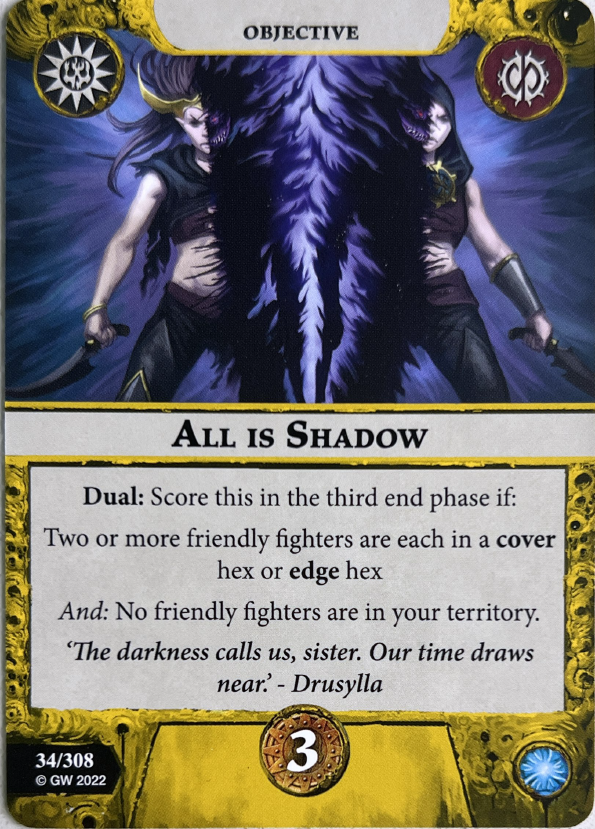 OBJECTIVE
ALL IS SHADOW
Dual: Score this in the third end phase if:
Two or more friendly fighters are each in a cover
hex or edge hex
And: No friendly fighters are in your territory.
‘The darkness calls us, sister. Our time draws
near.’ - Drusylla
3
34/308
© GW 2022